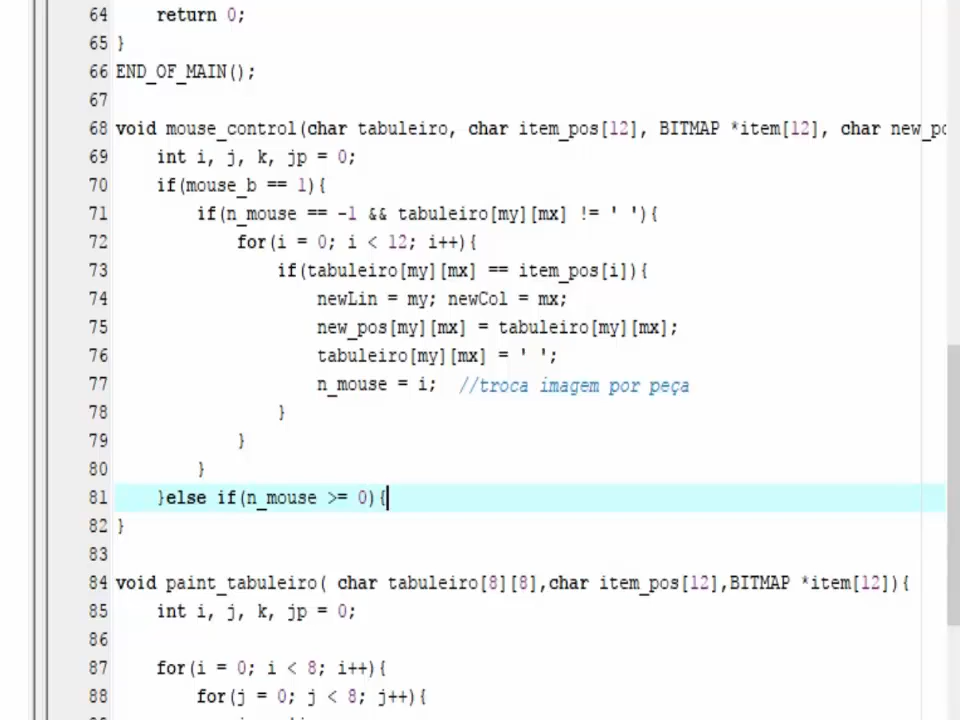 64 return 0;
65 }
66 END_OF_MAIN();
67
68 void mouse_control(char tabuleiro, char item_pos[12], BITMAP *item[12], char new_po
69 int i, j, k, jp = 0;
70 if(mouse_b == 1){
71 if(n_mouse == -1 && tabuleiro[my][mx] != ' '){
72 for(i = 0; i < 12; i++){
73 if(tabuleiro[my][mx] == item_pos[i]){
74 newLin = my; newCol = mx;
75 new_pos[my][mx] = tabuleiro[my][mx];
76 tabuleiro[my][mx] = ' ';
77 n_mouse = i; //troca imagem por peça
78 }
79 }
80 }
81 }else if(n_mouse >= 0){
82 }
83
84 void paint_tabuleiro( char tabuleiro[8][8],char item_pos[12],BITMAP *item[12]){
85 int i, j, k, jp = 0;
86
87 for(i = 0; i < 8; i++){
88 for(j = 0; j < 8; j++){